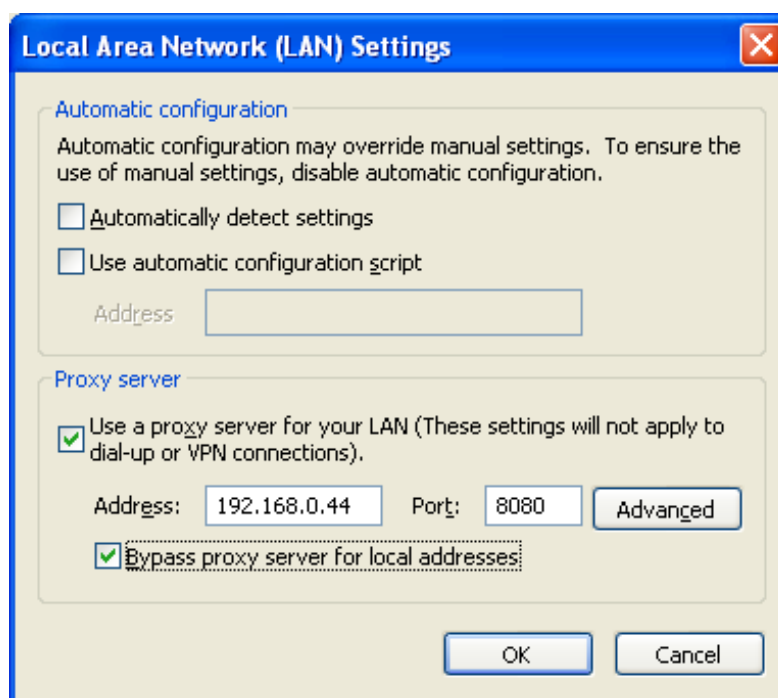 Local Area Network (LAN) Settings
Automatic configuration
Automatic configuration may override manual settings. To ensure the
use of manual settings, disable automatic configuration.
Automatically detect settings
Use automatic configuration script
Address
Proxy server
Use a proxy server for your LAN (These settings will not apply to
dial-up or VPN connections).
Address: 192.168.0.44 Port: 8080 Advanced
Bypass proxy server for local addresses
OK Cancel